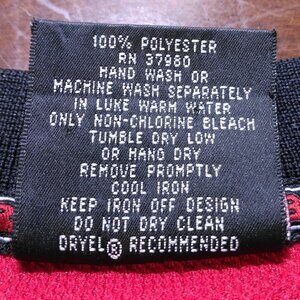 100% POLYESTER
RN 37980
HAND WASH OR
MACHINE WASH SEPARATELY
IN LUKE WARM WATER
ONLY NON-CHLORINE BLEACH
TUMBLE DRY LOW
OR HANG DRY
REMOVE PROMPTLY
COOL IRON
KEEP IRON OFF DESIGN
DO NOT DRY CLEAN
DRYEL® RECOMMENDED